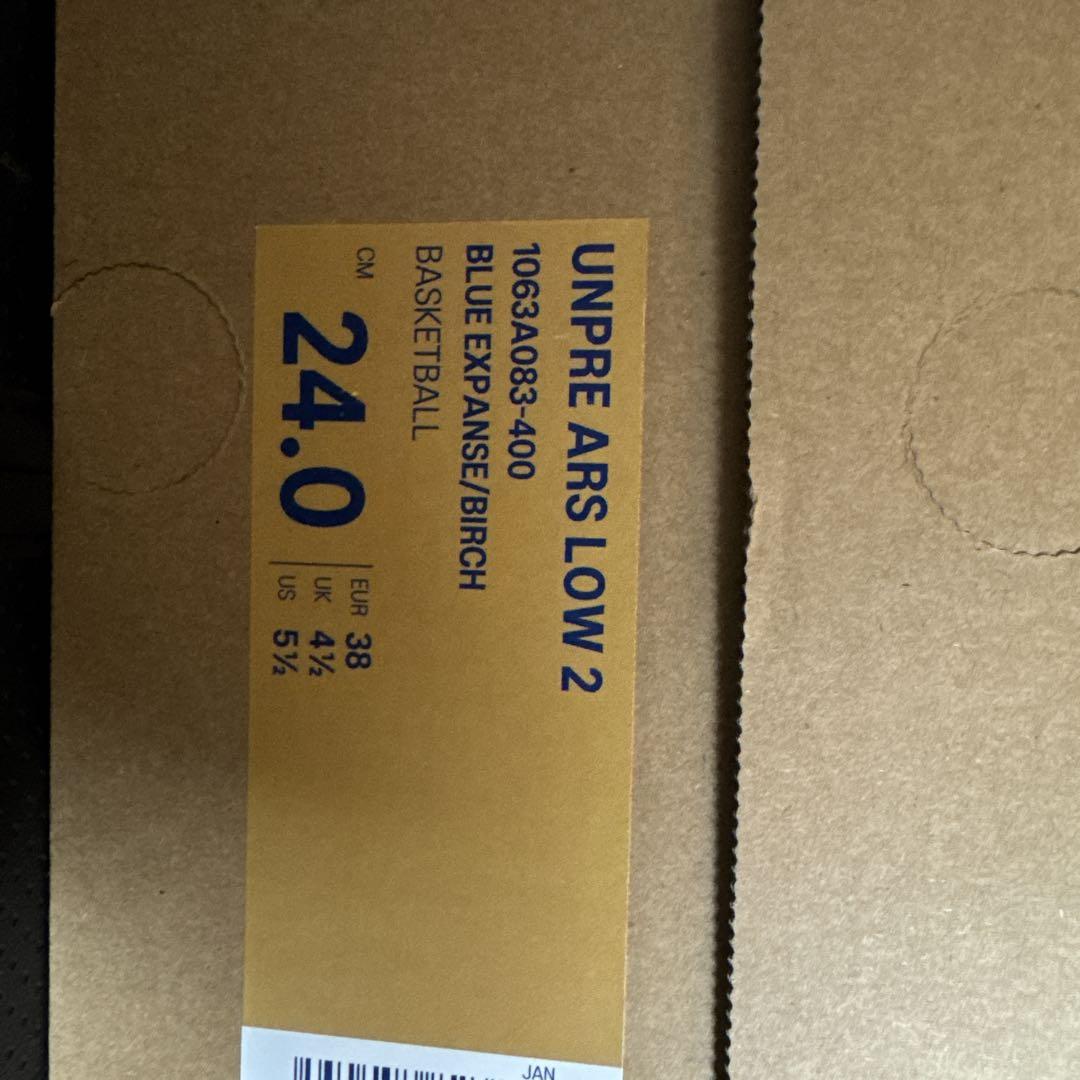 UNPRE ARS LOW 2
1063A083-400
BLUE EXPANSE/BIRCH
BASKETBALL
CM 24.0
EUR 38
UK 4½
US 5½
JAN